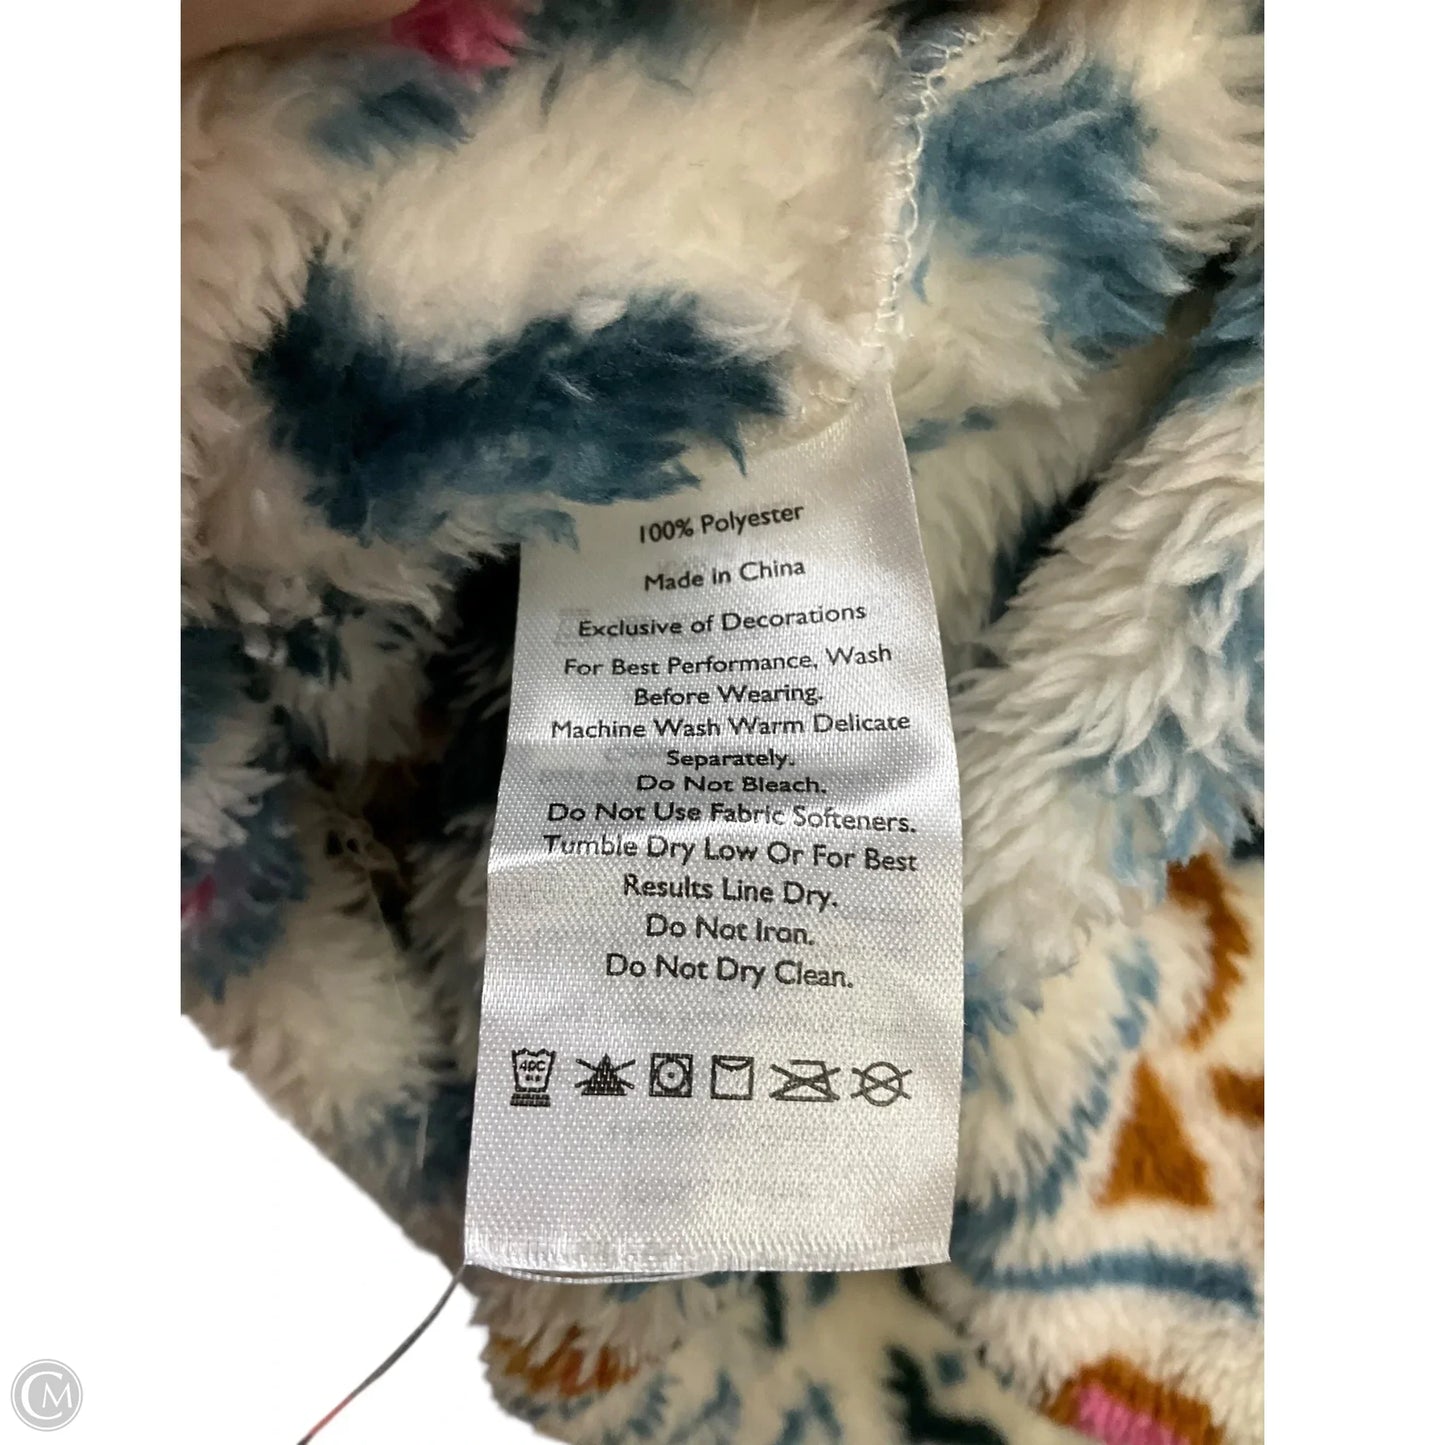 100% Polyester
Made in China
Exclusive of Decorations
For Best Performance, Wash
Before Wearing.
Machine Wash Warm Delicate
Separately.
Do Not Bleach.
Do Not Use Fabric Softeners.
Tumble Dry Low Or For Best
Results Line Dry.
Do Not Iron.
Do Not Dry Clean.
40C
CM